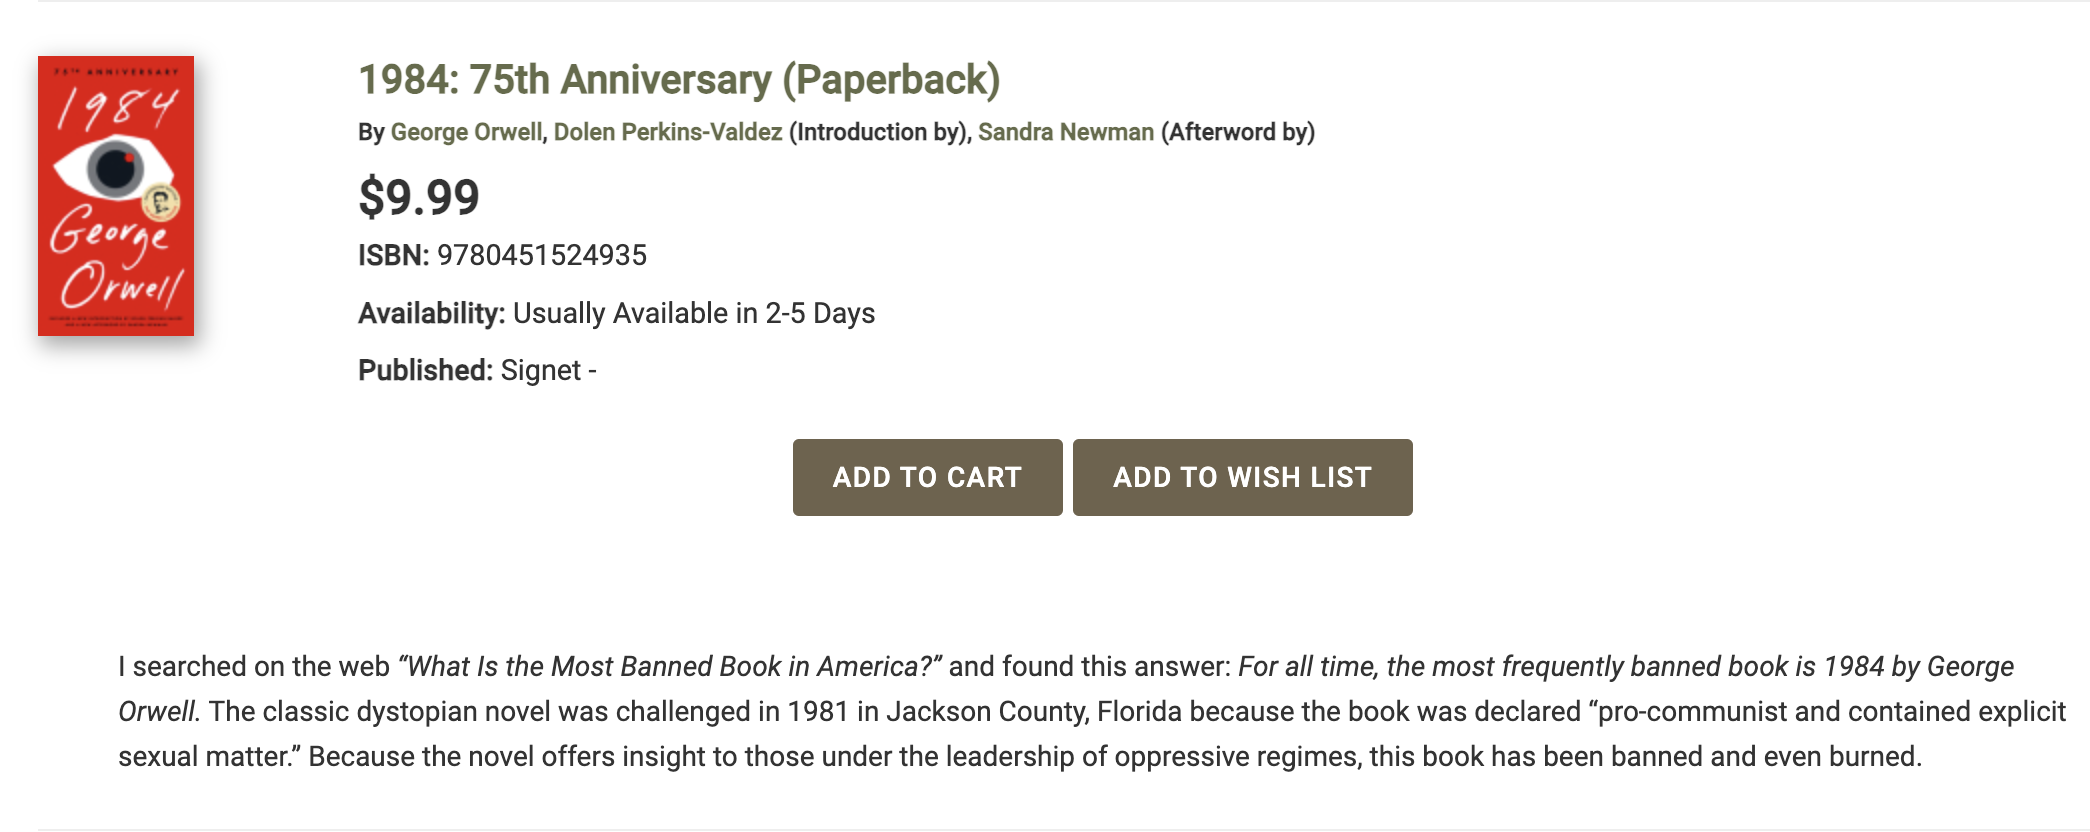 75TH ANNIVERSARY
1984
George
Orwell
1984: 75th Anniversary (Paperback)
By George Orwell, Dolen Perkins-Valdez (Introduction by), Sandra Newman (Afterword by)
$9.99
ISBN: 9780451524935
Availability: Usually Available in 2-5 Days
Published: Signet -
ADD TO CART ADD TO WISH LIST
I searched on the web “What Is the Most Banned Book in America?” and found this answer: For all time, the most frequently banned book is 1984 by George
Orwell. The classic dystopian novel was challenged in 1981 in Jackson County, Florida because the book was declared “pro-communist and contained explicit
sexual matter.” Because the novel offers insight to those under the leadership of oppressive regimes, this book has been banned and even burned.